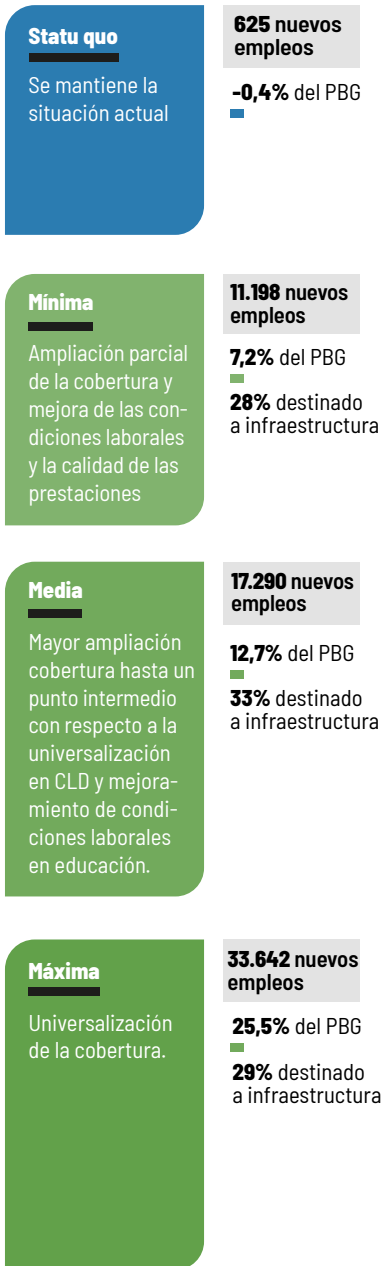 Statu quo
Se mantiene la
situación actual
625 nuevos
empleos
-0,4% del PBG
Mínima
Ampliación parcial
de la cobertura y
mejora de las con-
diciones laborales
y la calidad de las
prestaciones
11.198 nuevos
empleos
7,2% del PBG
28% destinado
a infraestructura
Media
Mayor ampliación
cobertura hasta un
punto intermedio
con respecto a la
universalización
en CLD y mejora-
miento de condi-
ciones laborales
en educación.
17.290 nuevos
empleos
12,7% del PBG
33% destinado
a infraestructura
Máxima
Universalización
de la cobertura.
33.642 nuevos
empleos
25,5% del PBG
29% destinado
a infraestructura